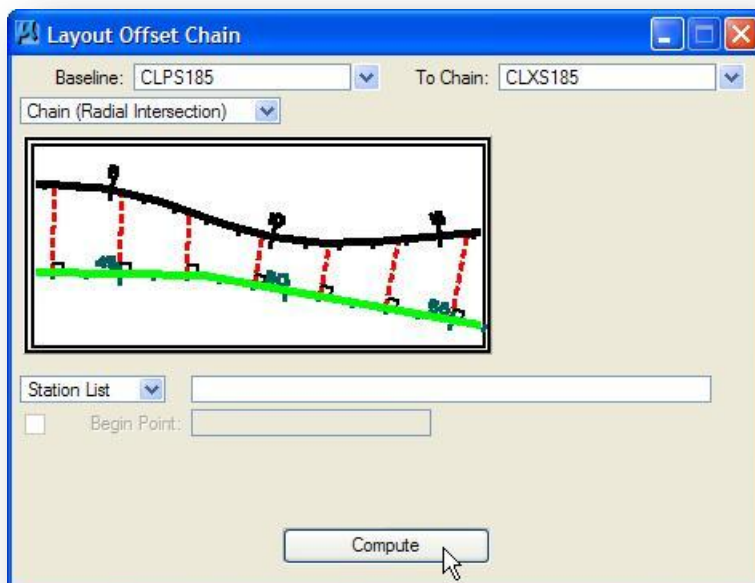 Layout Offset Chain
Baseline: CLPS185 To Chain: CLXS185
Chain (Radial Intersection)
Station List
Begin Point:
Compute